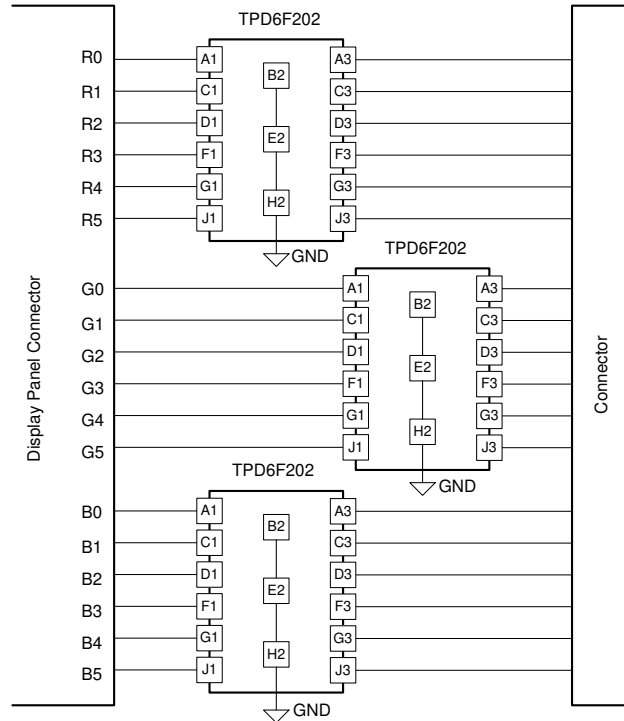 TPD6F202
R0 A1 B2 A3
R1 C1 C3
R2 D1 E2 D3
R3 F1 F3
R4 G1 H2 G3
R5 J1 J3
GND
TPD6F202
G0 A1 B2 A3
G1 C1 C3
G2 D1 E2 D3
G3 F1 F3
G4 G1 H2 G3
G5 J1 J3
GND
TPD6F202
B0 A1 B2 A3
B1 C1 C3
B2 D1 E2 D3
B3 F1 F3
B4 G1 H2 G3
B5 J1 J3
GND
Display Panel Connector
Connector